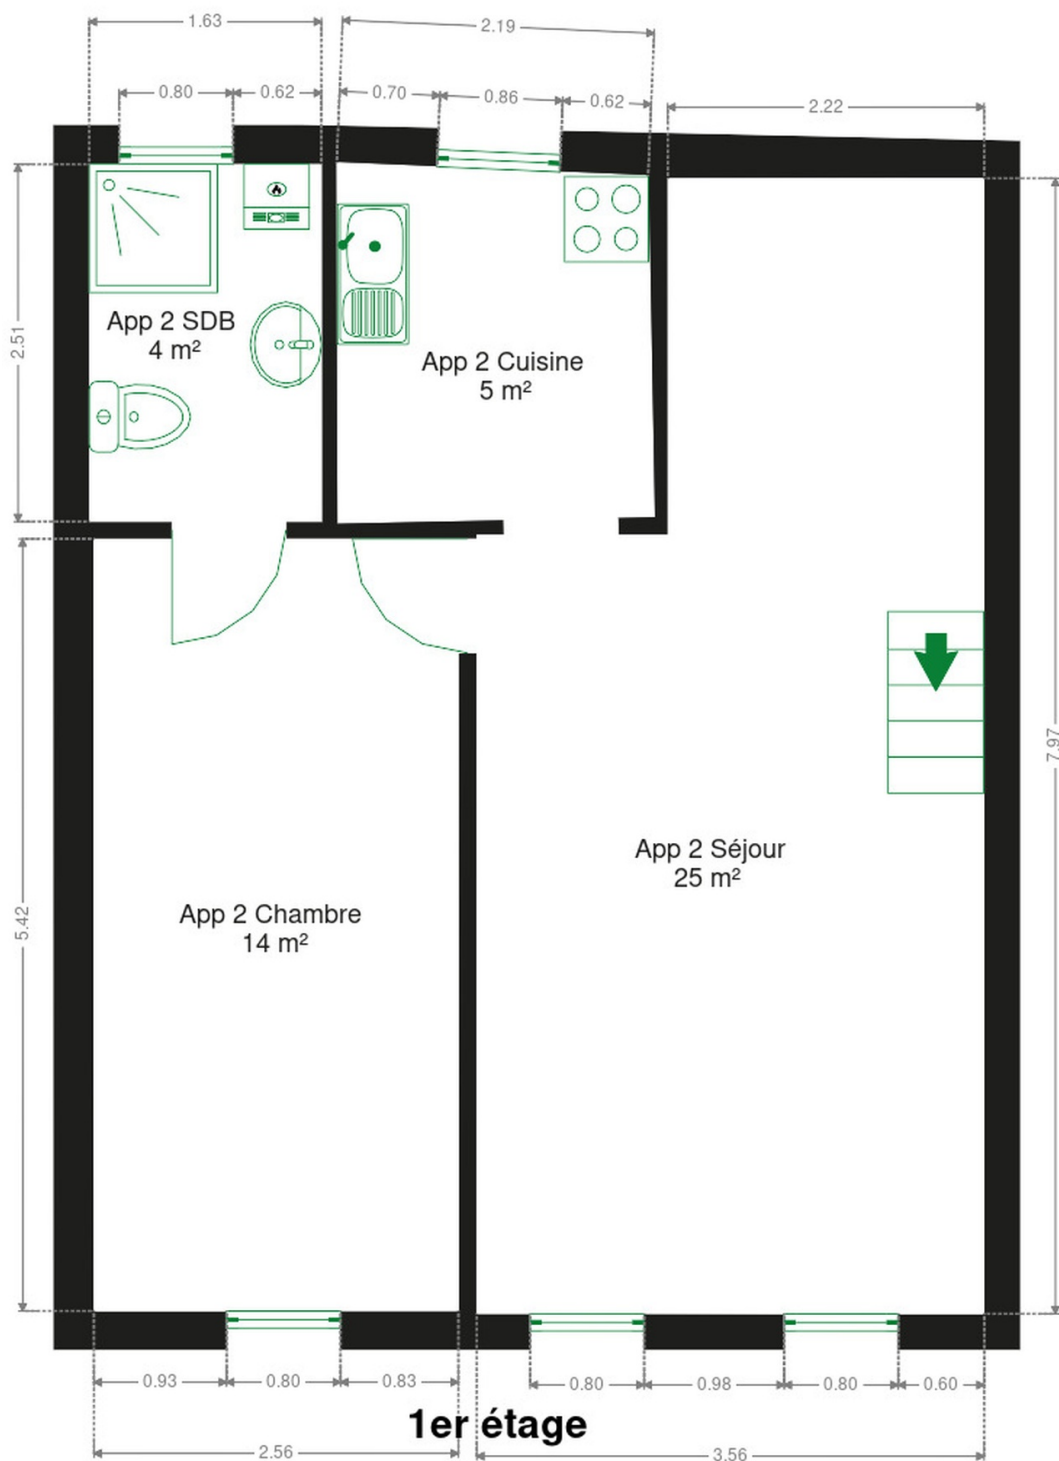 1.63
2.19
0.80
0.62
0.70
0.86
0.62
2.22
2.51
App 2 SDB
4 m²
App 2 Cuisine
5 m²
7.97
5.42
App 2 Séjour
25 m²
App 2 Chambre
14 m²
0.93
0.80
0.83
0.80
0.98
0.80
0.60
1er étage
2.56
3.56